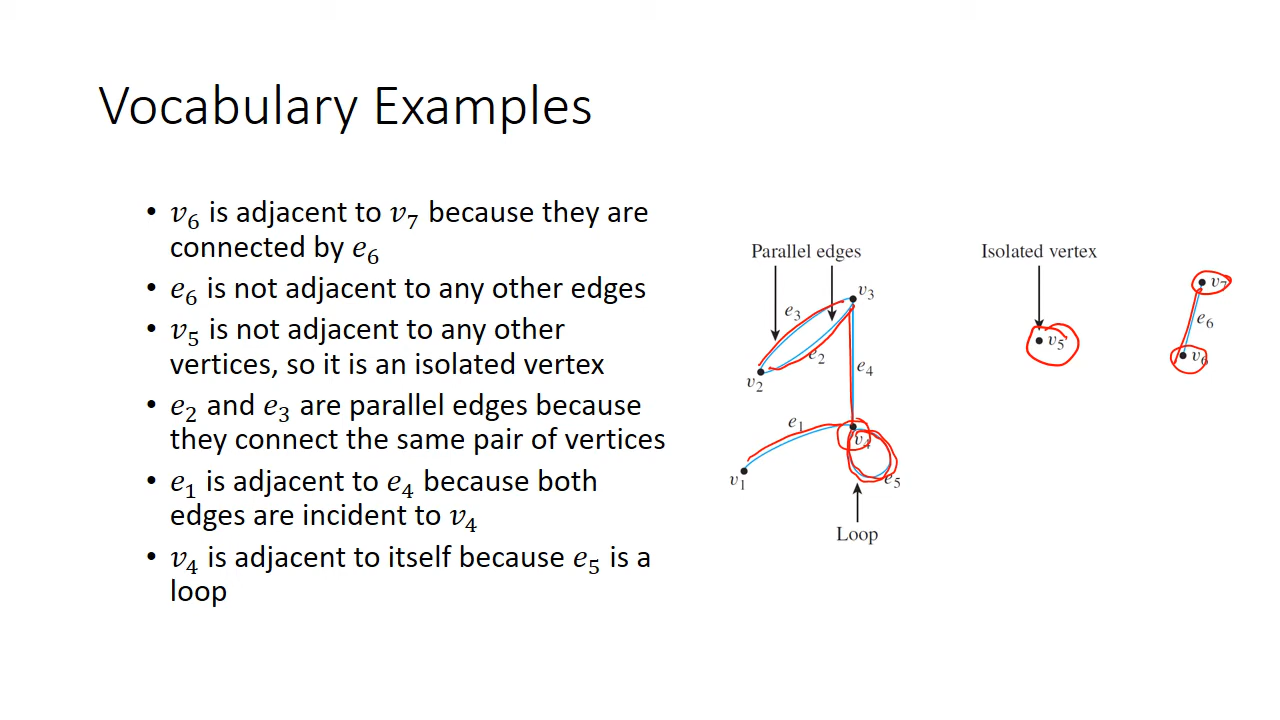 Vocabulary Examples
• v₆ is adjacent to v₇ because they are
connected by e₆
• e₆ is not adjacent to any other edges
• v₅ is not adjacent to any other
vertices, so it is an isolated vertex
• e₂ and e₃ are parallel edges because
they connect the same pair of vertices
• e₁ is adjacent to e₄ because both
edges are incident to v₄
• v₄ is adjacent to itself because e₅ is a
loop
Parallel edges
Isolated vertex
v₃
v₇
e₃
e₆
v₅
e₂
v₆
e₄
v₂
e₁
v₄
v₁
e₅
Loop